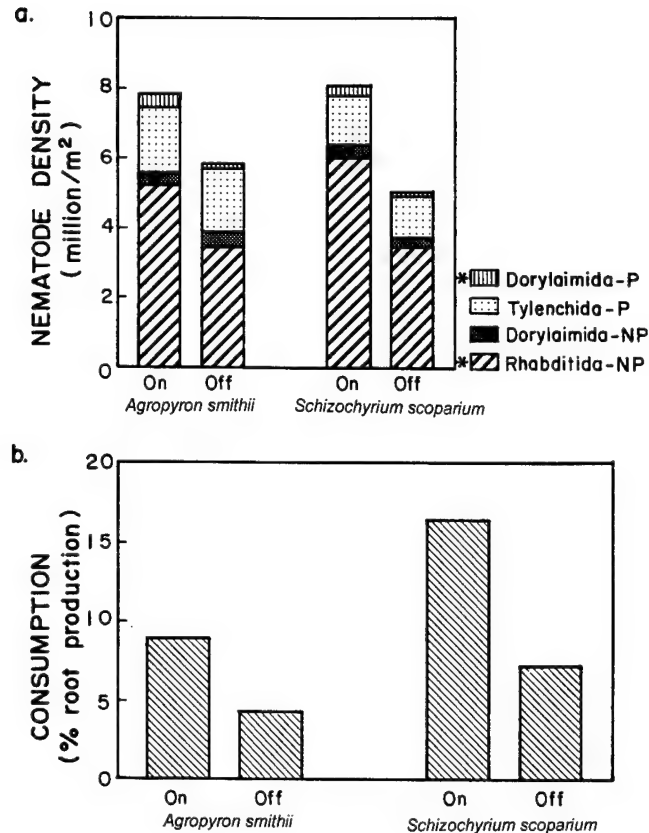 a.
NEMATODE DENSITY
(million/m²)
10
8
6
4
2
0
On Off On Off
Agropyron smithii Schizochyrium scoparium
* Dorylaimida-P
Tylenchida-P
Dorylaimida-NP
* Rhabditida-NP
b.
CONSUMPTION
(% root production)
20
15
10
5
0
On Off On Off
Agropyron smithii Schizochyrium scoparium